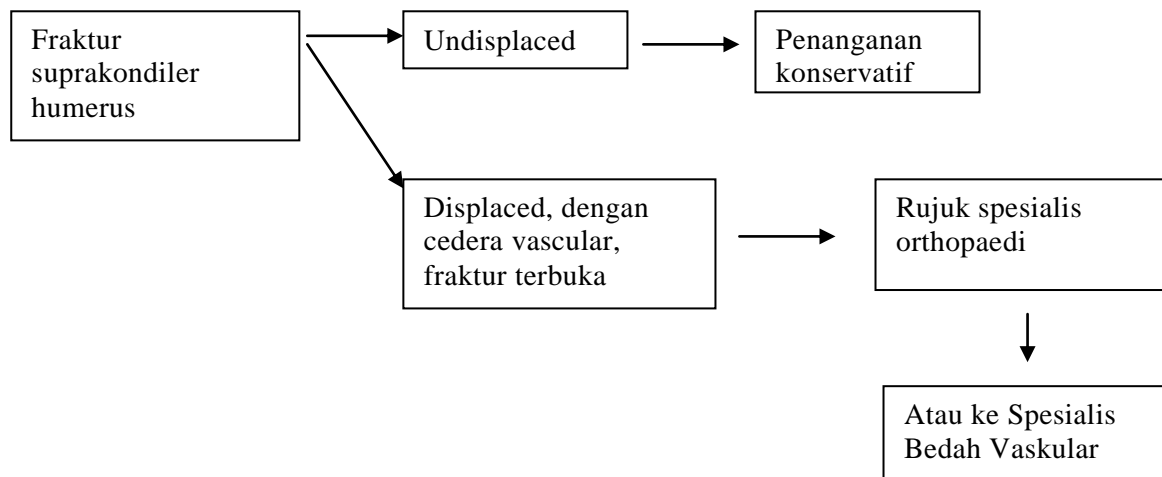 Fraktur
suprakondiler
humerus
Undisplaced
Penanganan
konservatif
Displaced, dengan
cedera vascular,
fraktur terbuka
Rujuk spesialis
orthopaedi
Atau ke Spesialis
Bedah Vaskular